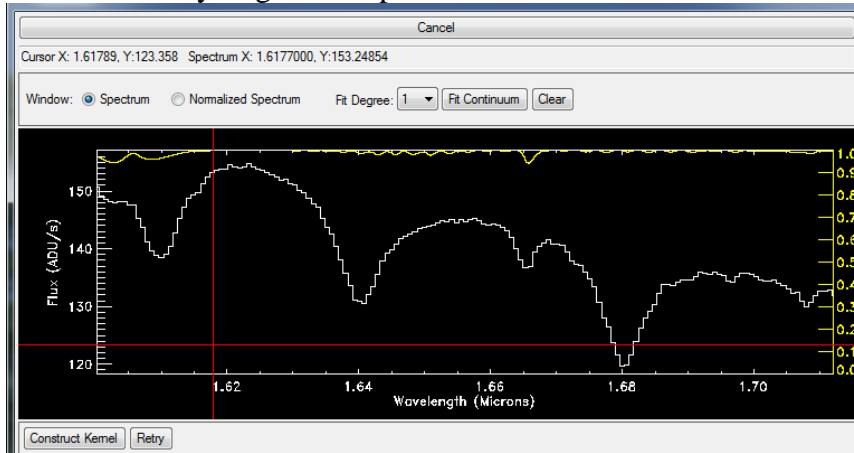 Cancel
Cursor X: 1.61789, Y:123.358 Spectrum X: 1.6177000, Y:153.24854
Window: Spectrum Normalized Spectrum Fit Degree: 1 Fit Continuum Clear
150
140
130
120
Flux (ADU/s)
1.0
0.9
0.8
0.7
0.6
0.5
0.4
0.3
0.2
0.1
0.0
1.62 1.64 1.66 1.68 1.70
Wavelength (Microns)
Construct Kernel Retry